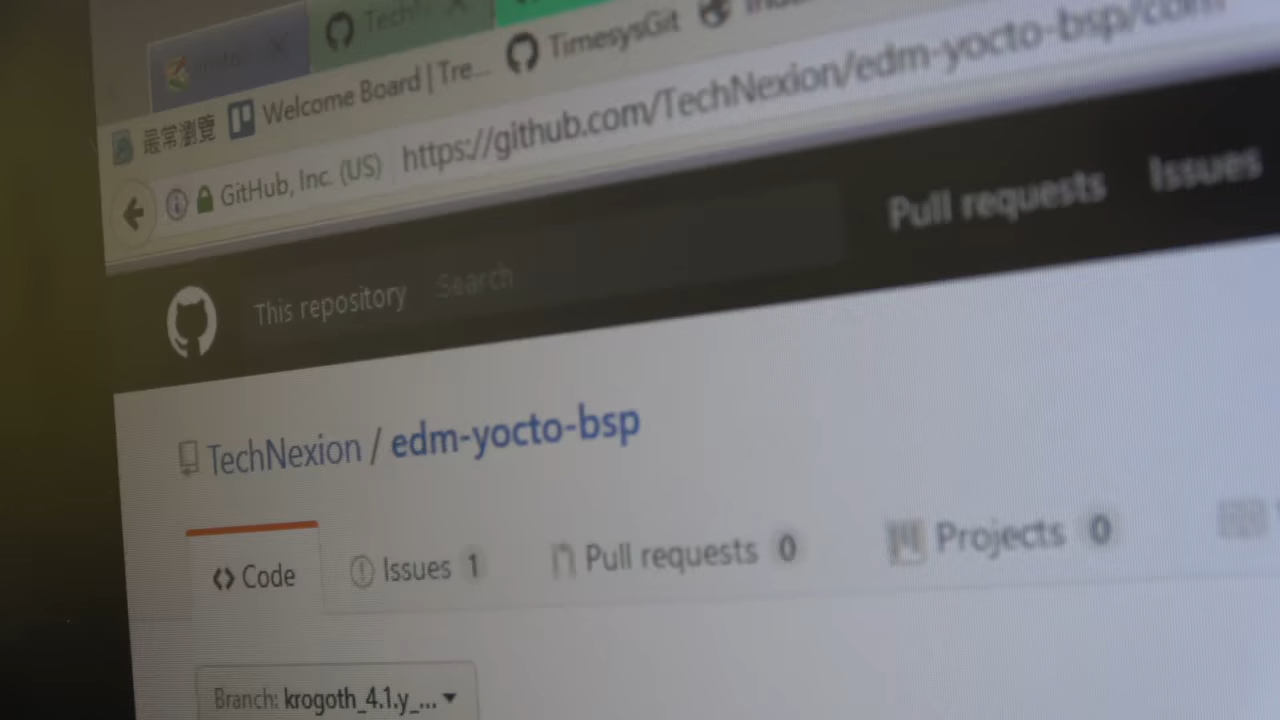 TechN
最常瀏覽 Welcome Board | Tre... TimesysGit
GitHub, Inc. (US) https://github.com/TechNexion/edm-yocto-bsp/com
This repository Search Pull requests Issues
TechNexion / edm-yocto-bsp
Code Issues 1 Pull requests 0 Projects 0
Branch: krogoth_4.1.y_...